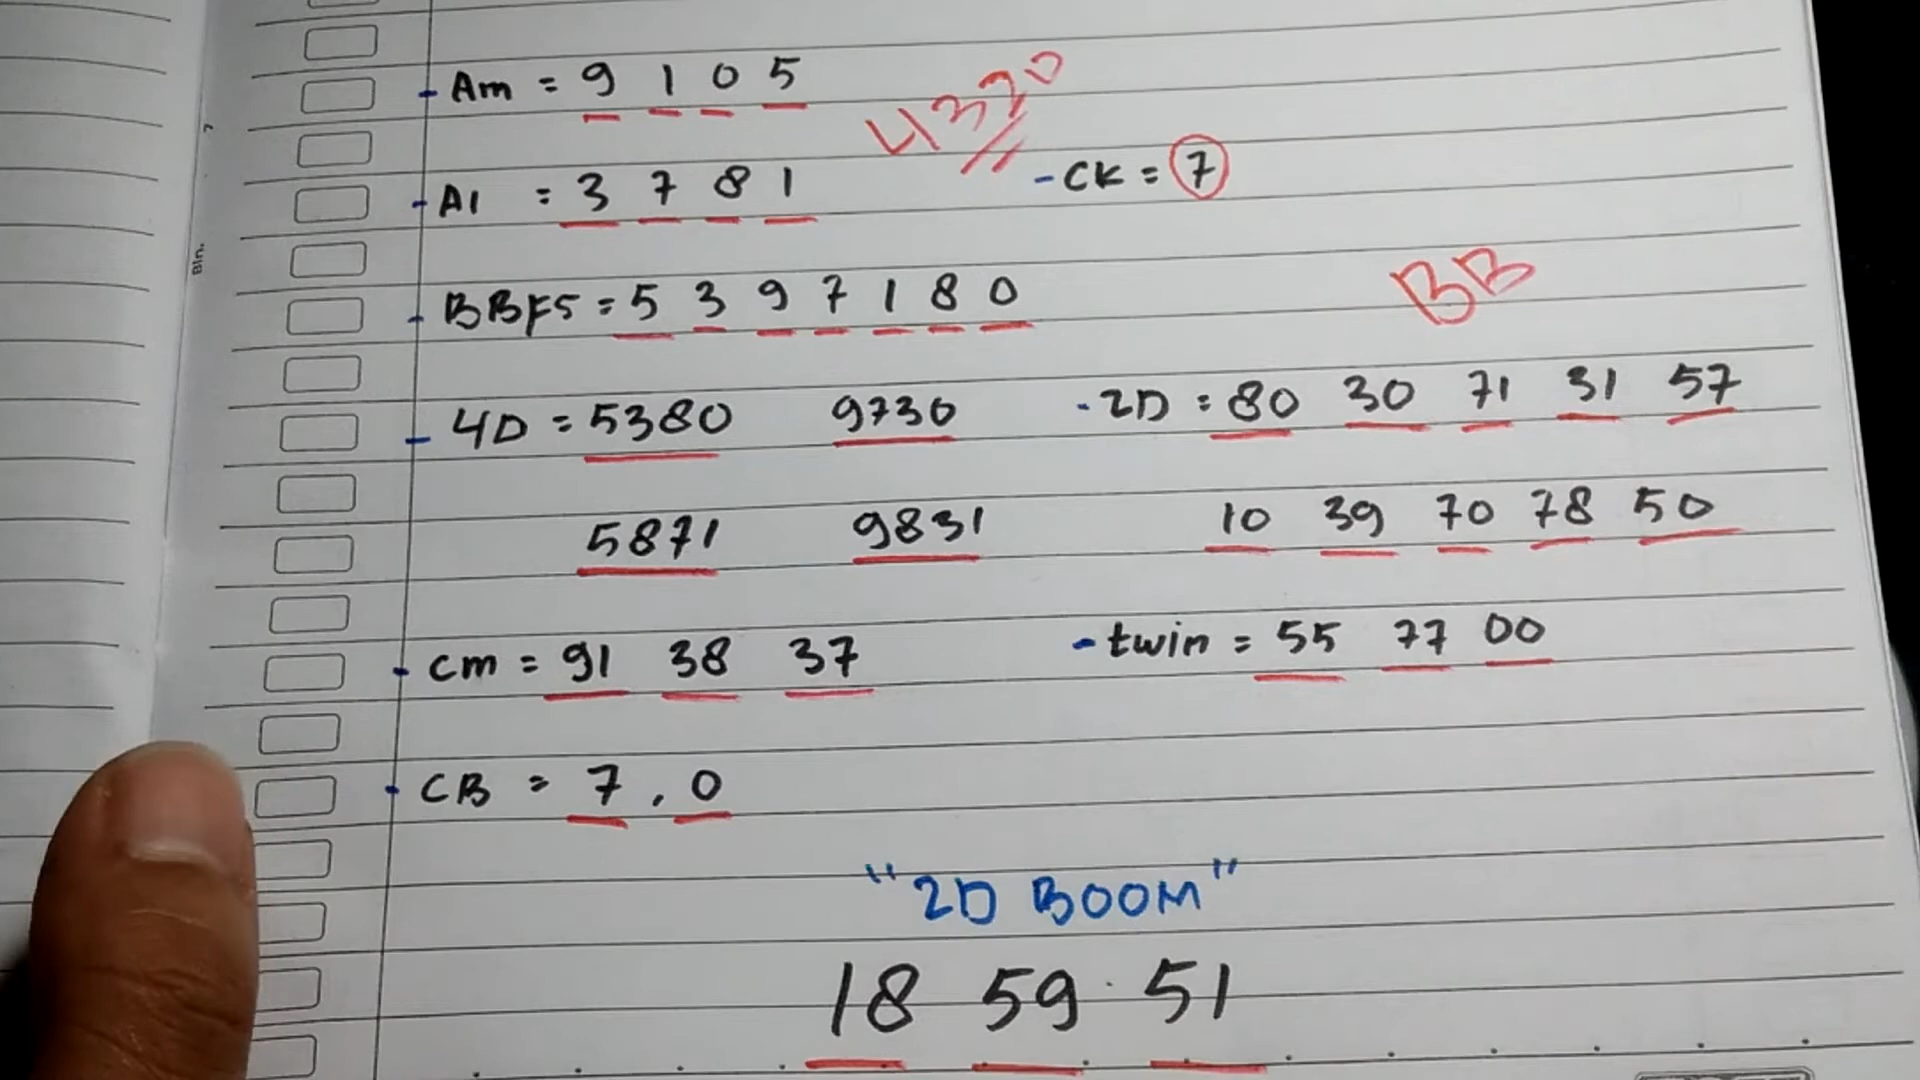 - Am = 9 1 0 5
4320
- AI = 3 7 8 1
- CK = 7
- BBFS = 5 3 9 7 1 8 0
BB
- 4D = 5380 9730
- 2D = 80 30 71 31 57
5871 9831
10 39 70 78 50
- cm = 91 38 37
- twin = 55 77 00
- CB = 7 , 0
"2D BOOM"
18 59 51
Bln.